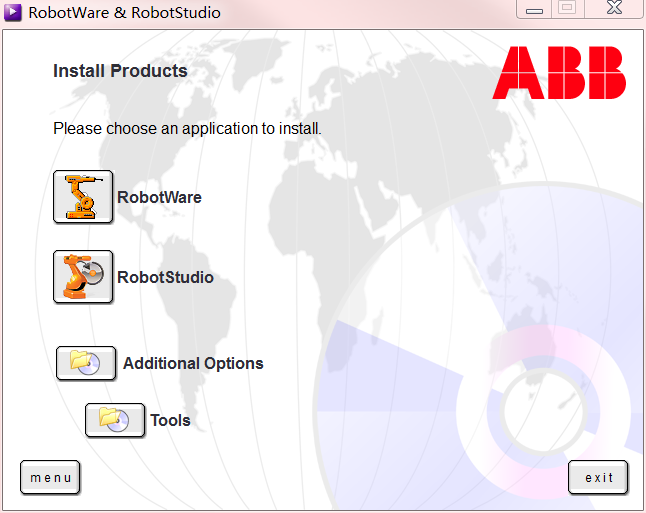 RobotWare & RobotStudio
Install Products
ABB
Please choose an application to install.
RobotWare
RobotStudio
Additional Options
Tools
menu
exit